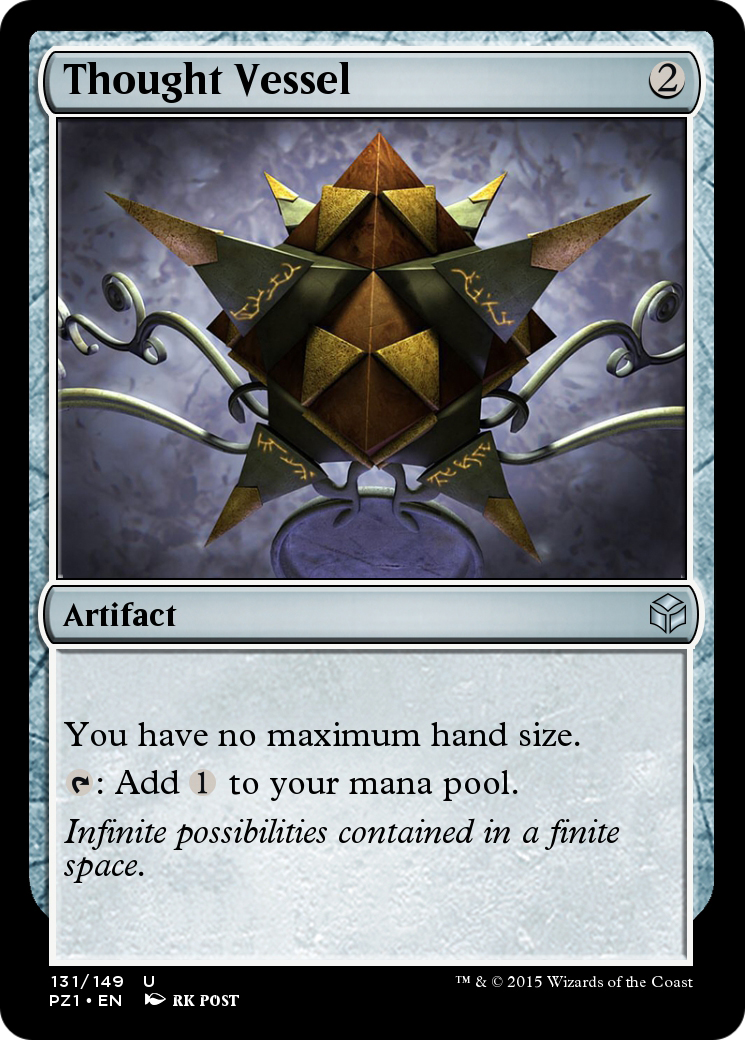 Thought Vessel 2
Artifact
You have no maximum hand size.
: Add 1 to your mana pool.
Infinite possibilities contained in a finite
space.
131/149 U
PZ1 • EN RK POST
™ & © 2015 Wizards of the Coast